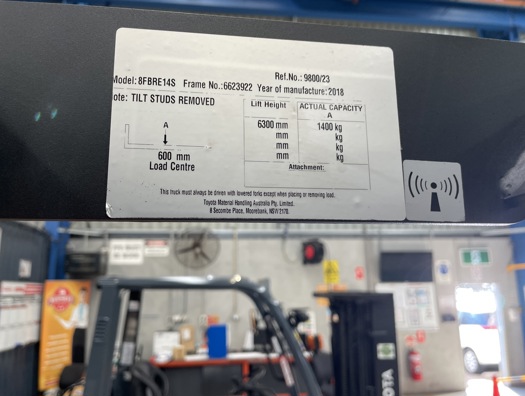 Ref.No.: 9800/23
Model: 8FBRE14S Frame No.:6623922 Year of manufacture: 2018
ote: TILT STUDS REMOVED
Lift Height
ACTUAL CAPACITY
A
A
6300 mm 1400 kg
mm kg
mm kg
mm kg
600 mm
Load Centre
Attachment:
This truck must always be driven with lowered forks except when placing or removing load.
Toyota Material Handling Australia Pty, Limited.
8 Secombe Place, Moorebank, NSW 2170.